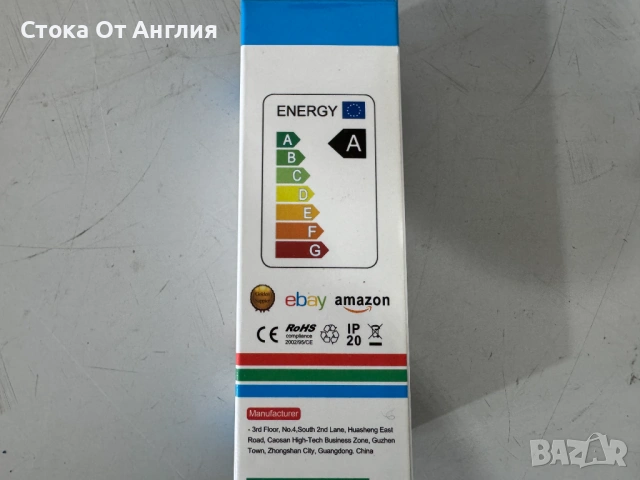 Стока От Англия
ENERGY
A
A
B
C
D
E
F
G
ebay amazon
CE RoHS
compliance
2002/95/CE
IP
20
Manufacturer
- 3rd Floor, No.4,South 2nd Lane, Huasheng East
Road, Caosan High-Tech Business Zone, Guzhen
Town, Zhongshan City, Guangdong. China
BAZAR